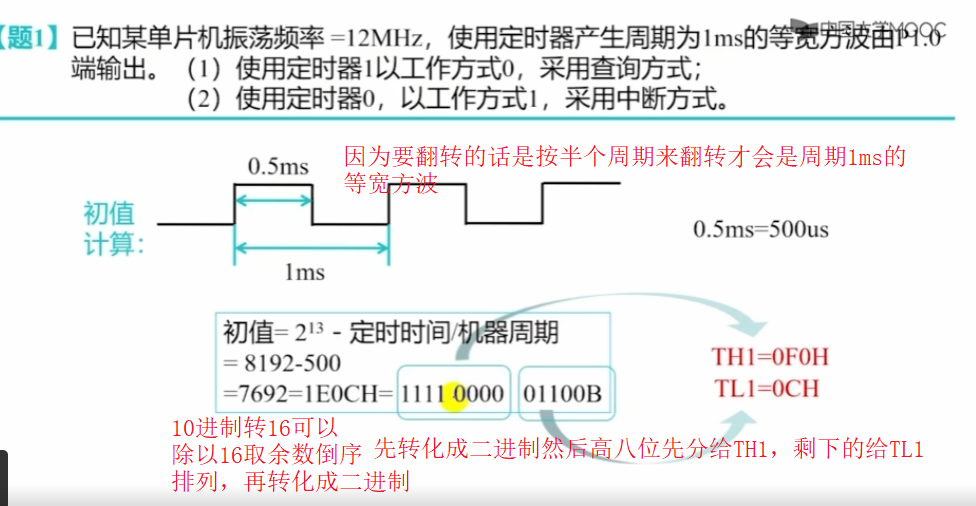 【题1】已知某单片机振荡频率 =12MHz，使用定时器产生周期为1ms的等宽方波由P1.0
中国大学MOOC
端输出。（1）使用定时器1以工作方式0，采用查询方式；
（2）使用定时器0，以工作方式1，采用中断方式。
因为要翻转的话是按半个周期来翻转才会是周期1ms的
等宽方波
0.5ms
初值
计算：
0.5ms=500us
1ms
初值= 2¹³ - 定时时间/机器周期
= 8192-500
=7692=1E0CH= 1111 0000 01100B
TH1=0F0H
TL1=0CH
10进制转16可以
除以16取余数倒序
排列，再转化成二进制
先转化成二进制然后高八位先分给TH1，剩下的给TL1